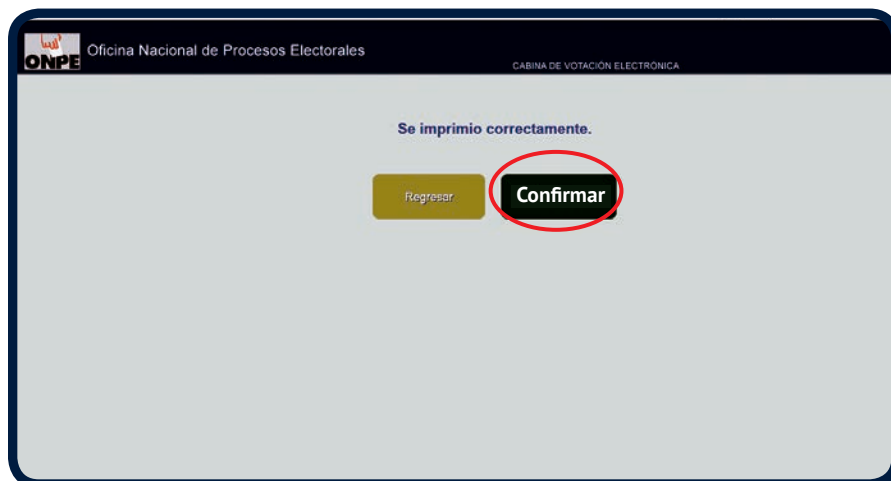 ONPE
Oficina Nacional de Procesos Electorales
CABINA DE VOTACIÓN ELECTRÓNICA
Se imprimio correctamente.
Regresar
Confirmar